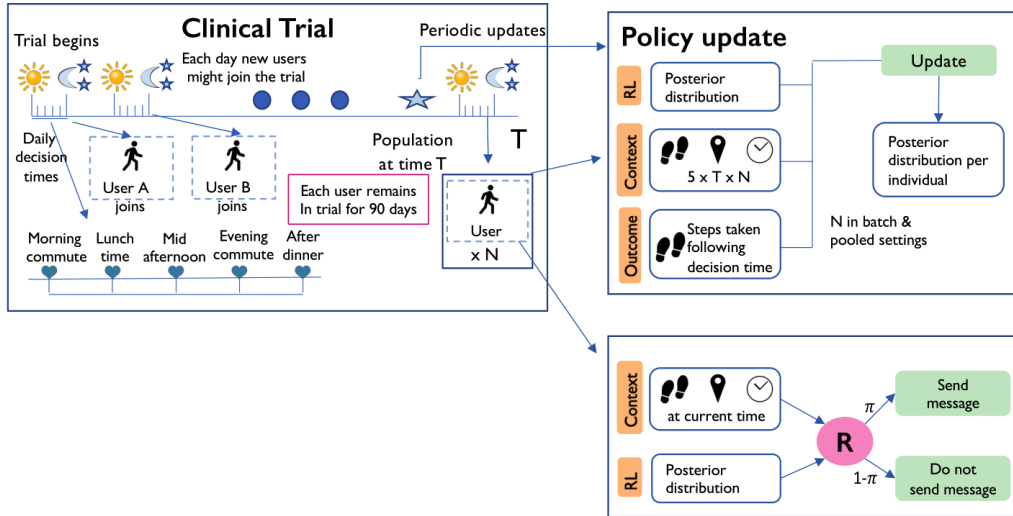 Clinical Trial
Trial begins
Each day new users
might join the trial
Periodic updates
Daily
decision
times
User A
joins
User B
joins
Population
at time T
T
Each user remains
In trial for 90 days
User
x N
Morning
commute
Lunch
time
Mid
afternoon
Evening
commute
After
dinner
Policy update
RL
Posterior
distribution
Context
5 x T x N
Outcome
Steps taken
following
decision time
Update
Posterior
distribution per
individual
N in batch &
pooled settings
Context
at current time
RL
Posterior
distribution
R
π
1-π
Send
message
Do not
send message